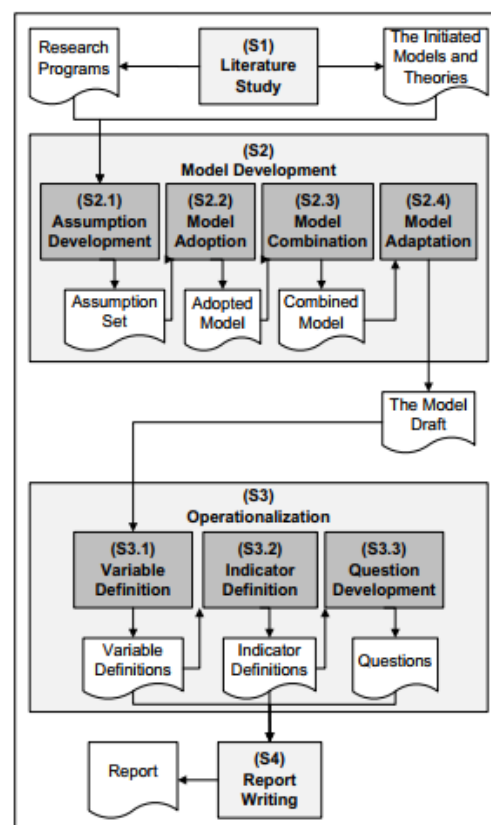 Research
Programs
(S1)
Literature
Study
The Initiated
Models and
Theories
(S2)
Model Development
(S2.1)
Assumption
Development
(S2.2)
Model
Adoption
(S2.3)
Model
Combination
(S2.4)
Model
Adaptation
Assumption
Set
Adopted
Model
Combined
Model
The Model
Draft
(S3)
Operationalization
(S3.1)
Variable
Definition
(S3.2)
Indicator
Definition
(S3.3)
Question
Development
Variable
Definitions
Indicator
Definitions
Questions
Report
(S4)
Report
Writing